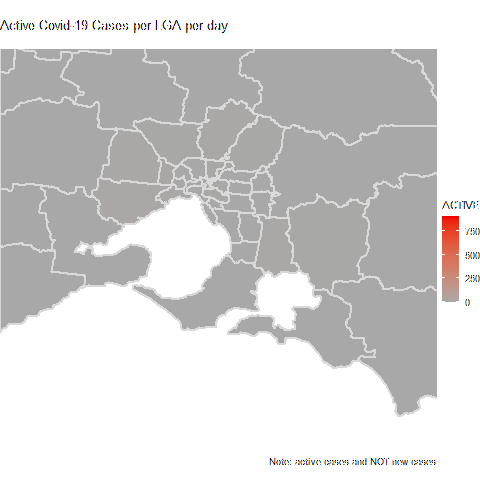 Active Covid-19 Cases per LGA per day
ACTIVE
750
500
250
0
Note: active cases and NOT new cases